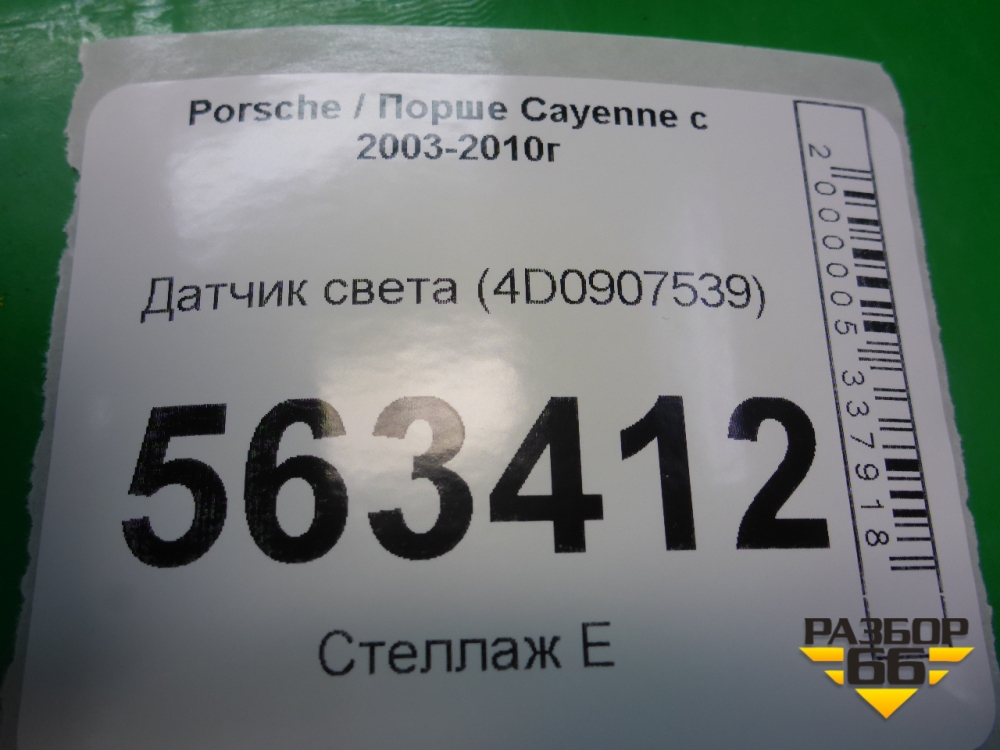 Porsche / Порше Cayenne с
2003-2010г
Датчик света (4D0907539)
563412
Стеллаж Е
2000005337918
РАЗБОР
66